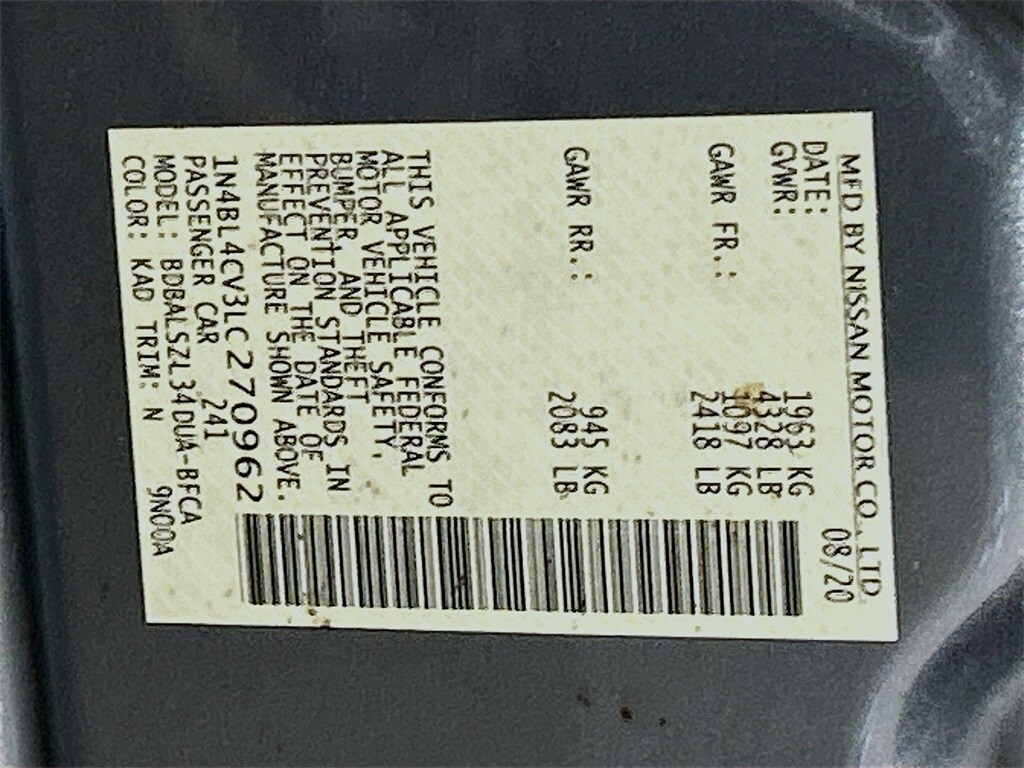 MFD BY NISSAN MOTOR CO., LTD.
DATE: 08/20
GVWR: 1963 KG
4328 LB
GAWR FR.: 1097 KG
2418 LB
GAWR RR.: 945 KG
2083 LB
THIS VEHICLE CONFORMS TO
ALL APPLICABLE FEDERAL
MOTOR VEHICLE SAFETY,
BUMPER, AND THEFT
PREVENTION STANDARDS IN
EFFECT ON THE DATE OF
MANUFACTURE SHOWN ABOVE.
1N4BL4CV3LC270962
PASSENGER CAR 241
MODEL: BDBALSZL34DUA-BFCA
COLOR: KAD TRIM: N 9N00A